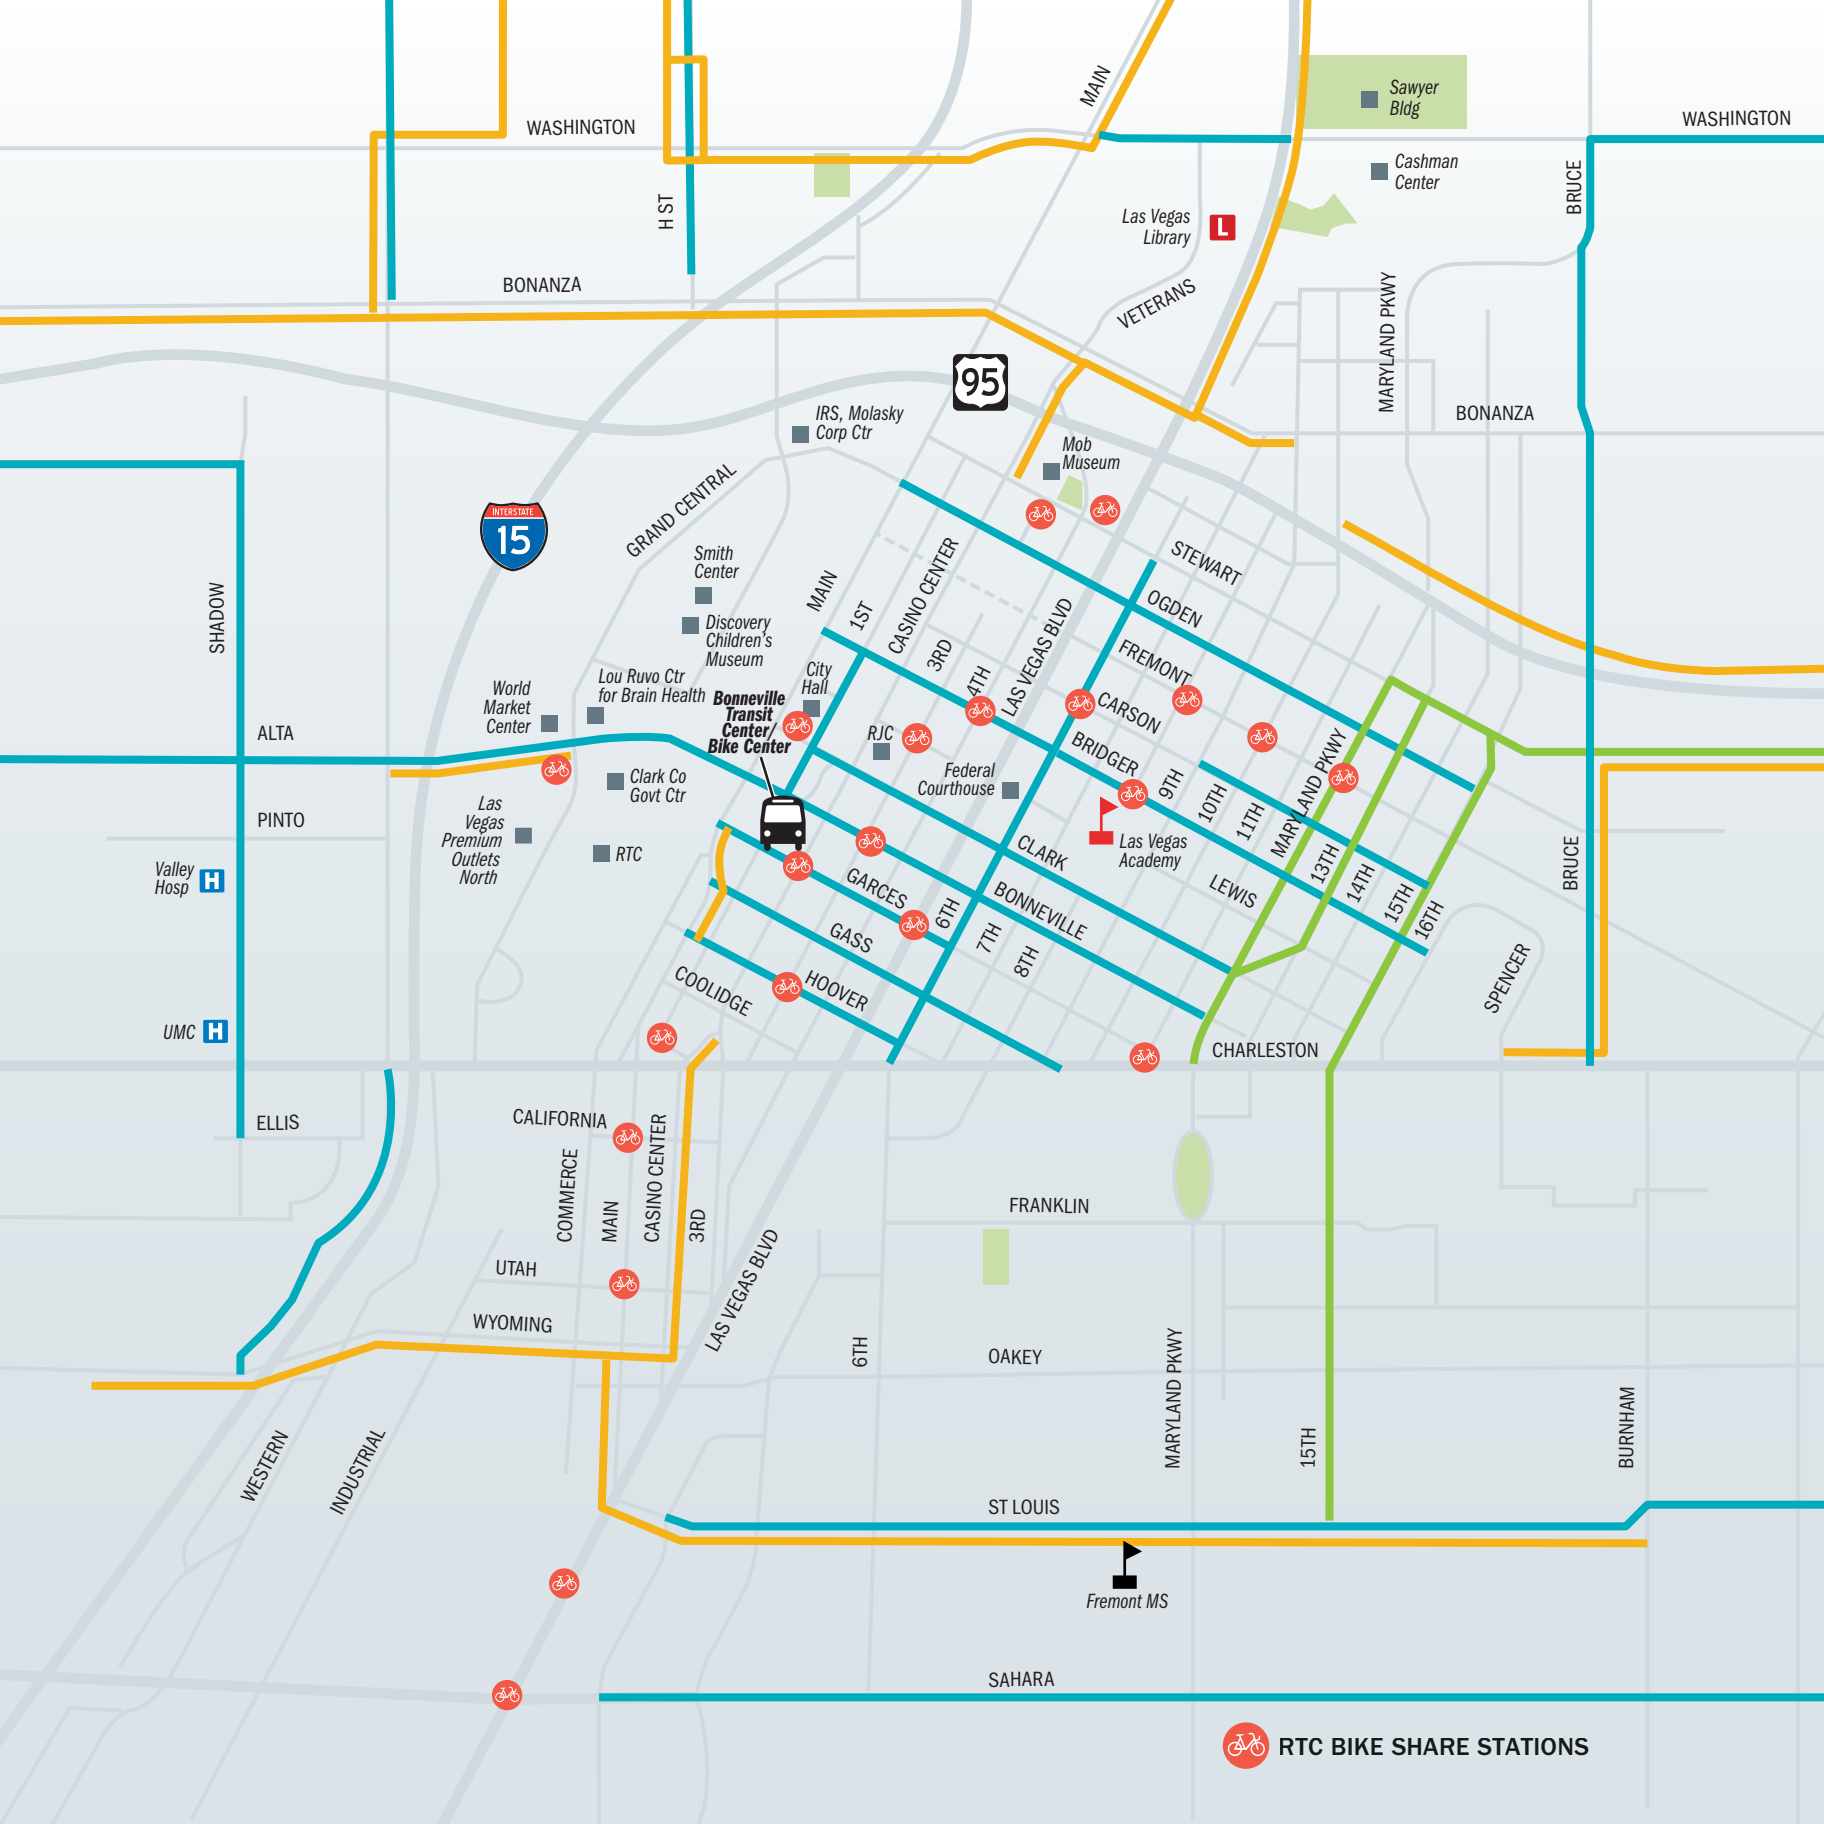 MAIN
Sawyer
Bldg
WASHINGTON
WASHINGTON
Cashman
Center
BRUCE
H ST
Las Vegas
Library
L
BONANZA
VETERANS
MARYLAND PKWY
95
BONANZA
IRS, Molasky
Corp Ctr
Mob
Museum
GRAND CENTRAL
INTERSTATE
15
Smith
Center
STEWART
SHADOW
MAIN
1ST
CASINO CENTER
OGDEN
Discovery
Children's
Museum
3RD
LAS VEGAS BLVD
FREMONT
4TH
City
Hall
Lou Ruvo Ctr
for Brain Health
World
Market
Center
Bonneville
Transit
Center/
Bike Center
CARSON
RJC
ALTA
BRIDGER
Federal
Courthouse
9TH
10TH
11TH
MARYLAND PKWY
Clark Co
Govt Ctr
Las
Vegas
Premium
Outlets
North
PINTO
RTC
Las Vegas
Academy
CLARK
LEWIS
13TH
14TH
15TH
16TH
BRUCE
Valley
Hosp
H
GARCES
6TH
BONNEVILLE
GASS
7TH
8TH
SPENCER
COOLIDGE
HOOVER
UMC
H
CHARLESTON
ELLIS
CALIFORNIA
COMMERCE
MAIN
CASINO CENTER
3RD
FRANKLIN
UTAH
LAS VEGAS BLVD
WYOMING
6TH
OAKEY
MARYLAND PKWY
15TH
BURNHAM
WESTERN
INDUSTRIAL
ST LOUIS
Fremont MS
SAHARA
RTC BIKE SHARE STATIONS